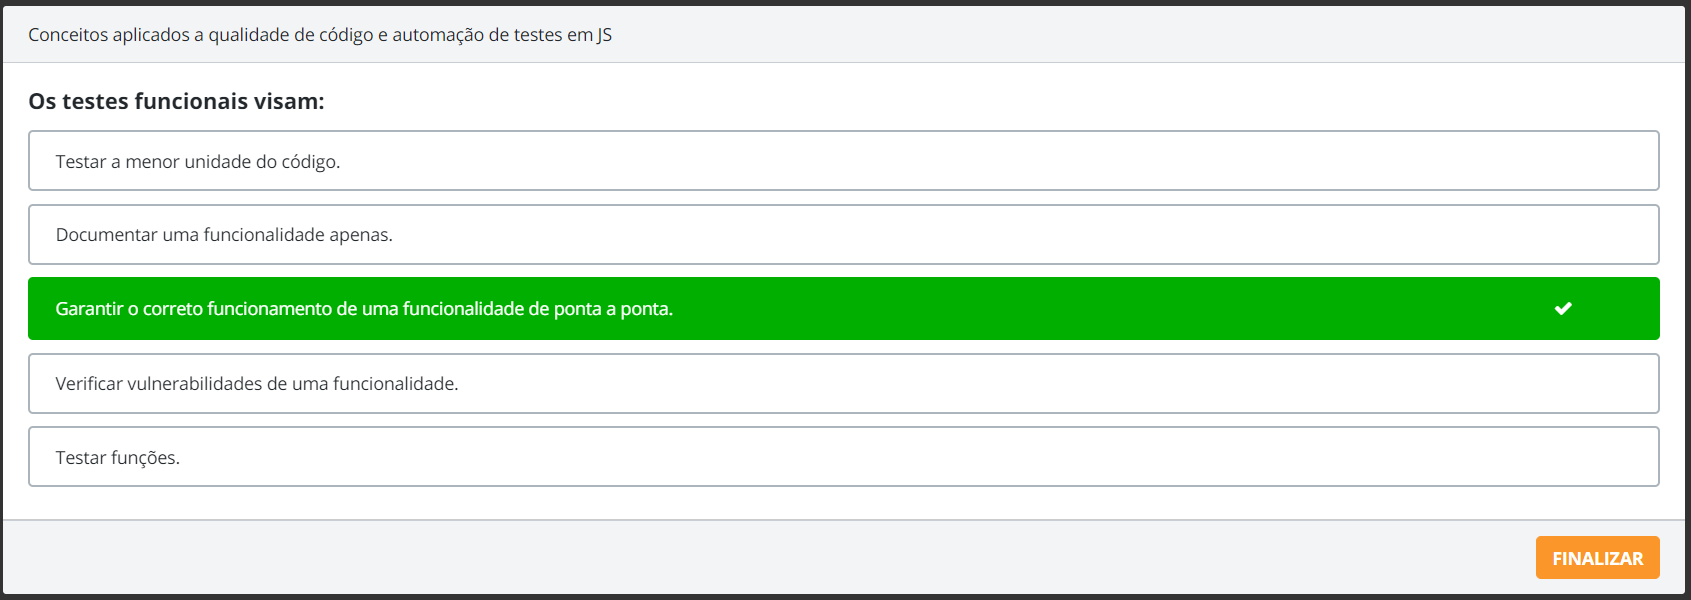 Conceitos aplicados a qualidade de código e automação de testes em JS
Os testes funcionais visam:
Testar a menor unidade do código.
Documentar uma funcionalidade apenas.
Garantir o correto funcionamento de uma funcionalidade de ponta a ponta.
Verificar vulnerabilidades de uma funcionalidade.
Testar funções.
FINALIZAR